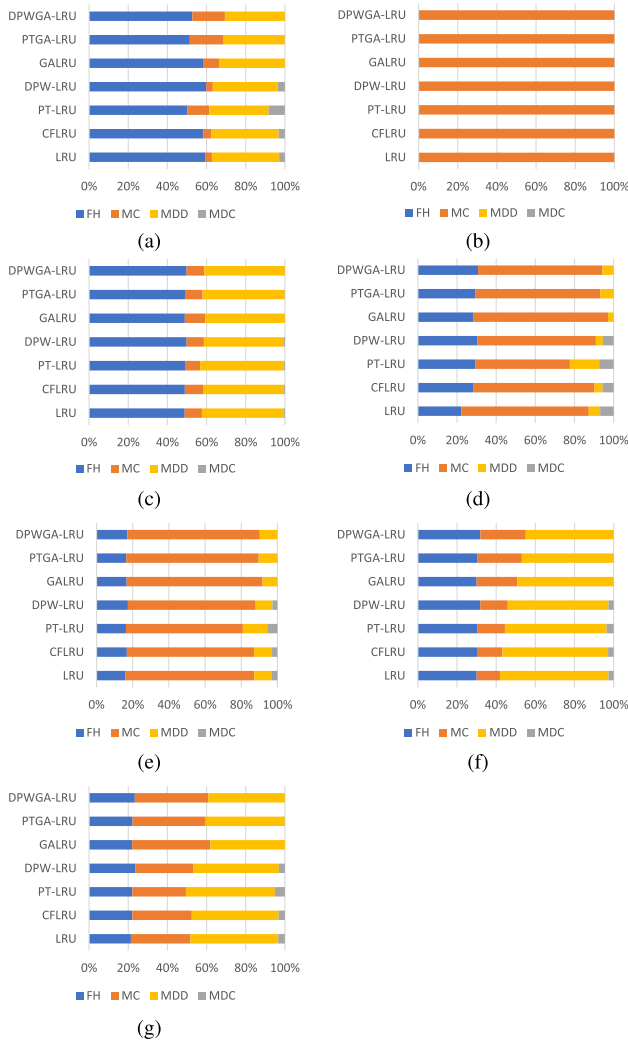 DPWGA-LRU
PTGA-LRU
GALRU
DPW-LRU
PT-LRU
CFLRU
LRU
0% 20% 40% 60% 80% 100%
FH MC MDD MDC
(a)
DPWGA-LRU
PTGA-LRU
GALRU
DPW-LRU
PT-LRU
CFLRU
LRU
0% 20% 40% 60% 80% 100%
FH MC MDD MDC
(b)
DPWGA-LRU
PTGA-LRU
GALRU
DPW-LRU
PT-LRU
CFLRU
LRU
0% 20% 40% 60% 80% 100%
FH MC MDD MDC
(c)
DPWGA-LRU
PTGA-LRU
GALRU
DPW-LRU
PT-LRU
CFLRU
LRU
0% 20% 40% 60% 80% 100%
FH MC MDD MDC
(d)
DPWGA-LRU
PTGA-LRU
GALRU
DPW-LRU
PT-LRU
CFLRU
LRU
0% 20% 40% 60% 80% 100%
FH MC MDD MDC
(e)
DPWGA-LRU
PTGA-LRU
GALRU
DPW-LRU
PT-LRU
CFLRU
LRU
0% 20% 40% 60% 80% 100%
FH MC MDD MDC
(f)
DPWGA-LRU
PTGA-LRU
GALRU
DPW-LRU
PT-LRU
CFLRU
LRU
0% 20% 40% 60% 80% 100%
FH MC MDD MDC
(g)